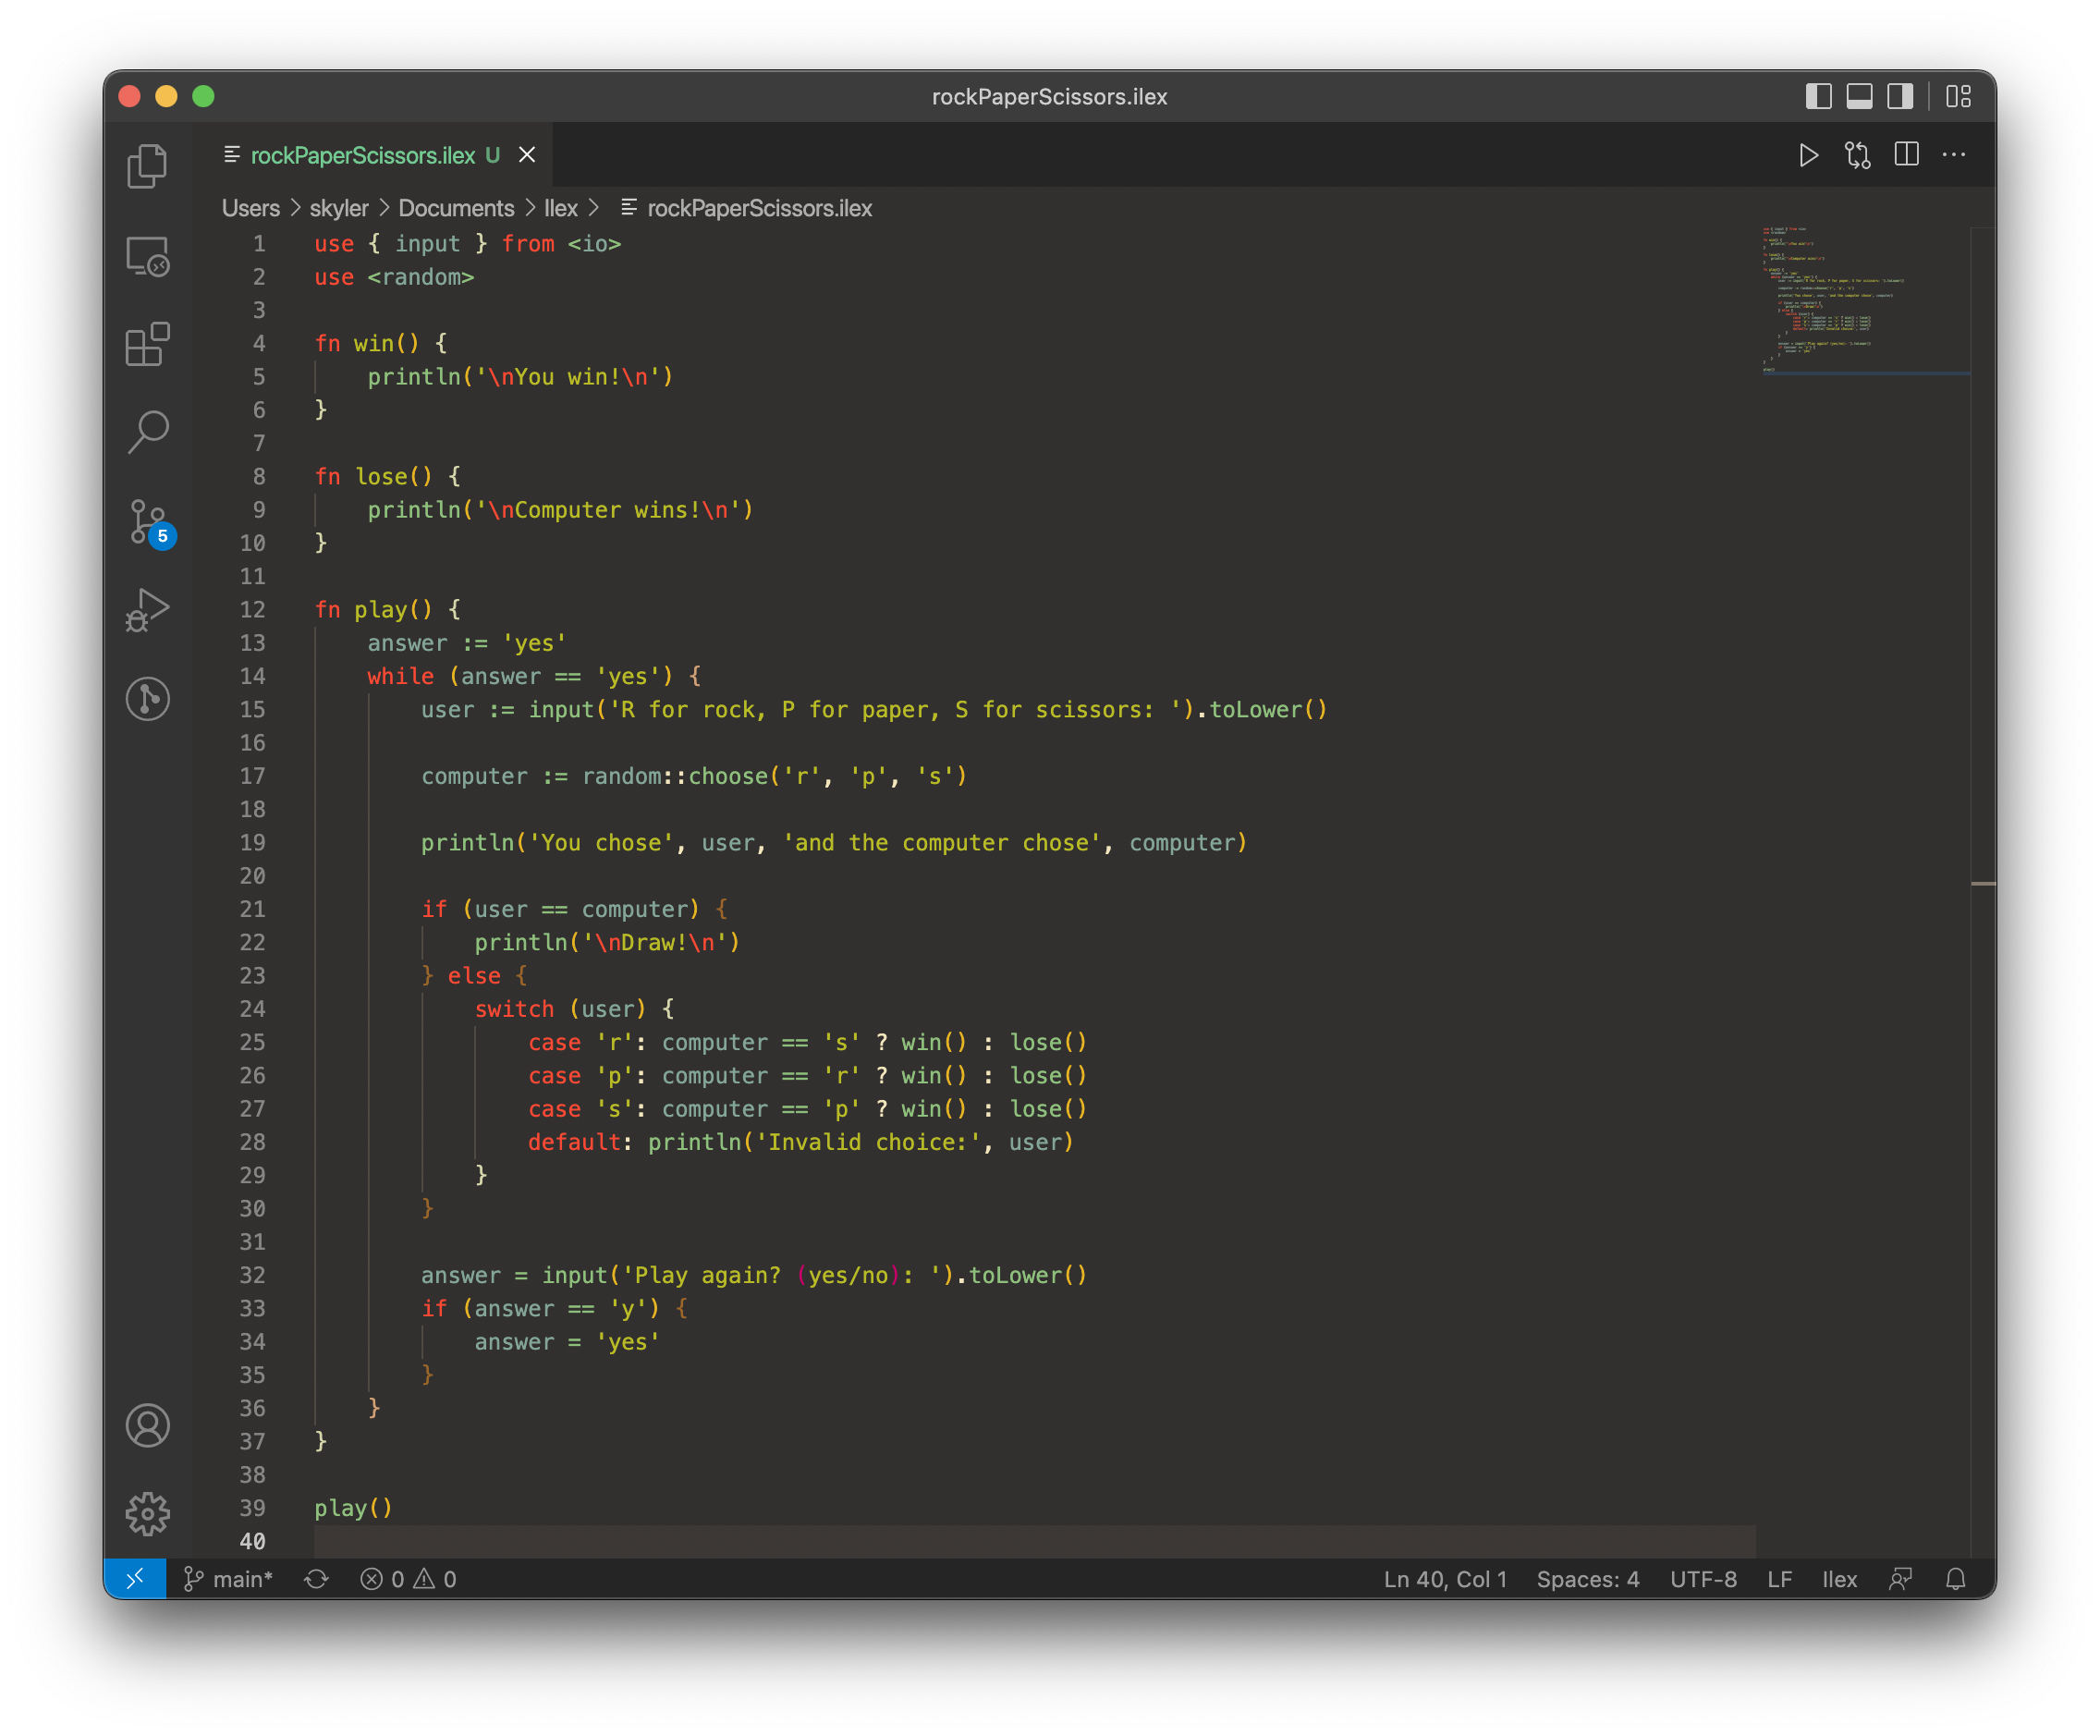 rockPaperScissors.ilex
rockPaperScissors.ilex U
Users > skyler > Documents > Ilex > rockPaperScissors.ilex
1 use { input } from <io>
2 use <random>
3
4 fn win() {
5     println('\nYou win!\n')
6 }
7
8 fn lose() {
9     println('\nComputer wins!\n')
10 }
11
12 fn play() {
13     answer := 'yes'
14     while (answer == 'yes') {
15         user := input('R for rock, P for paper, S for scissors: ').toLower()
16
17         computer := random::choose('r', 'p', 's')
18
19         println('You chose', user, 'and the computer chose', computer)
20
21         if (user == computer) {
22             println('\nDraw!\n')
23         } else {
24             switch (user) {
25                 case 'r': computer == 's' ? win() : lose()
26                 case 'p': computer == 'r' ? win() : lose()
27                 case 's': computer == 'p' ? win() : lose()
28                 default: println('Invalid choice:', user)
29             }
30         }
31
32         answer = input('Play again? (yes/no): ').toLower()
33         if (answer == 'y') {
34             answer = 'yes'
35         }
36     }
37 }
38
39 play()
40
5
main* 0 0 Ln 40, Col 1 Spaces: 4 UTF-8 LF Ilex